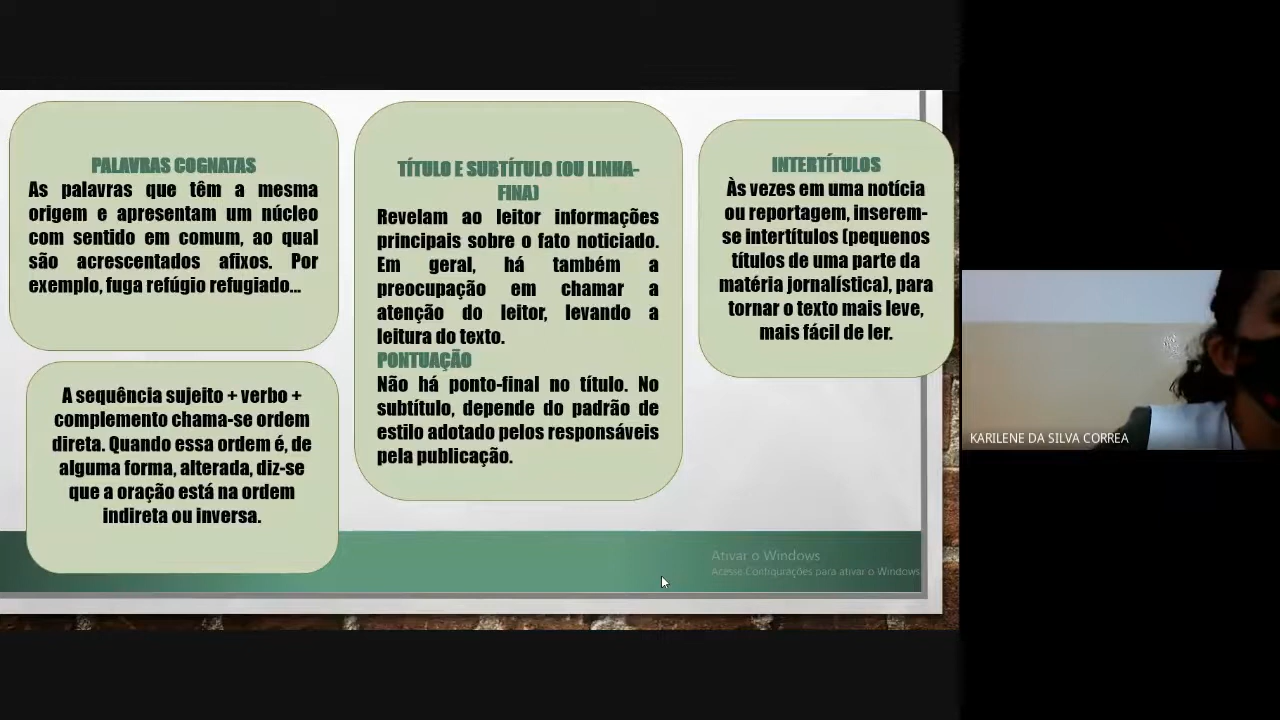 PALAVRAS COGNATAS
As palavras que têm a mesma
origem e apresentam um núcleo
com sentido em comum, ao qual
são acrescentados afixos. Por
exemplo, fuga refúgio refugiado...
A sequência sujeito + verbo +
complemento chama-se ordem
direta. Quando essa ordem é, de
alguma forma, alterada, diz-se
que a oração está na ordem
indireta ou inversa.
TÍTULO E SUBTÍTULO (OU LINHA-
FINA)
Revelam ao leitor informações
principais sobre o fato noticiado.
Em geral, há também a
preocupação em chamar a
atenção do leitor, levando a
leitura do texto.
PONTUAÇÃO
Não há ponto-final no título. No
subtítulo, depende do padrão de
estilo adotado pelos responsáveis
pela publicação.
INTERTÍTULOS
Às vezes em uma notícia
ou reportagem, inserem-
se intertítulos (pequenos
títulos de uma parte da
matéria jornalística), para
tornar o texto mais leve,
mais fácil de ler.
Ativar o Windows
Acesse Configurações para ativar o Windows.
KARILENE DA SILVA CORREA